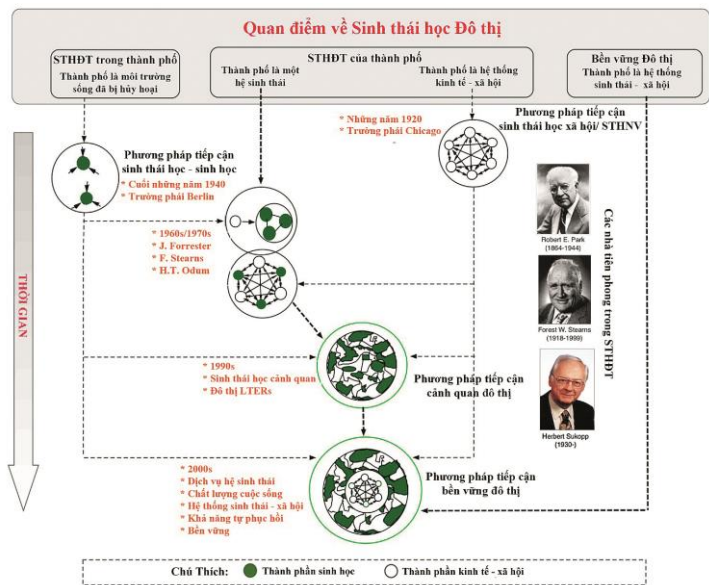 Quan điểm về Sinh thái học Đô thị
STHĐT trong thành phố
Thành phố là môi trường
sống đã bị hủy hoại
STHĐT của thành phố
Thành phố là một
hệ sinh thái
Thành phố là hệ thống
kinh tế - xã hội
Bền vững Đô thị
Thành phố là hệ thống
sinh thái - xã hội
* Những năm 1920
* Trường phái Chicago
-
Phương pháp tiếp cận
sinh thái học xã hội/ STHNV
Phương pháp tiếp cận
sinh thái học - sinh học
* Cuối những năm 1940
* Trường phái Berlin
* 1960s/1970s
* J. Forrester
* F. Stearns
* H.T. Odum
Robert E. Park
(1864-1944)
Forest W. Stearns
(1918-1999)
Herbert Sukopp
(1930-)
Các nhà tiên phong trong STHĐT
THỜI GIAN
* 1990s
* Sinh thái học cảnh quan
* Đô thị LTERs
Phương pháp tiếp cận
cảnh quan đô thị
* 2000s
* Dịch vụ hệ sinh thái
* Chất lượng cuộc sống
* Hệ thống sinh thái - xã hội
* Khả năng tự phục hồi
* Bền vững
Phương pháp tiếp cận
bền vững đô thị
Chú Thích: Thành phần sinh học Thành phần kinh tế - xã hội